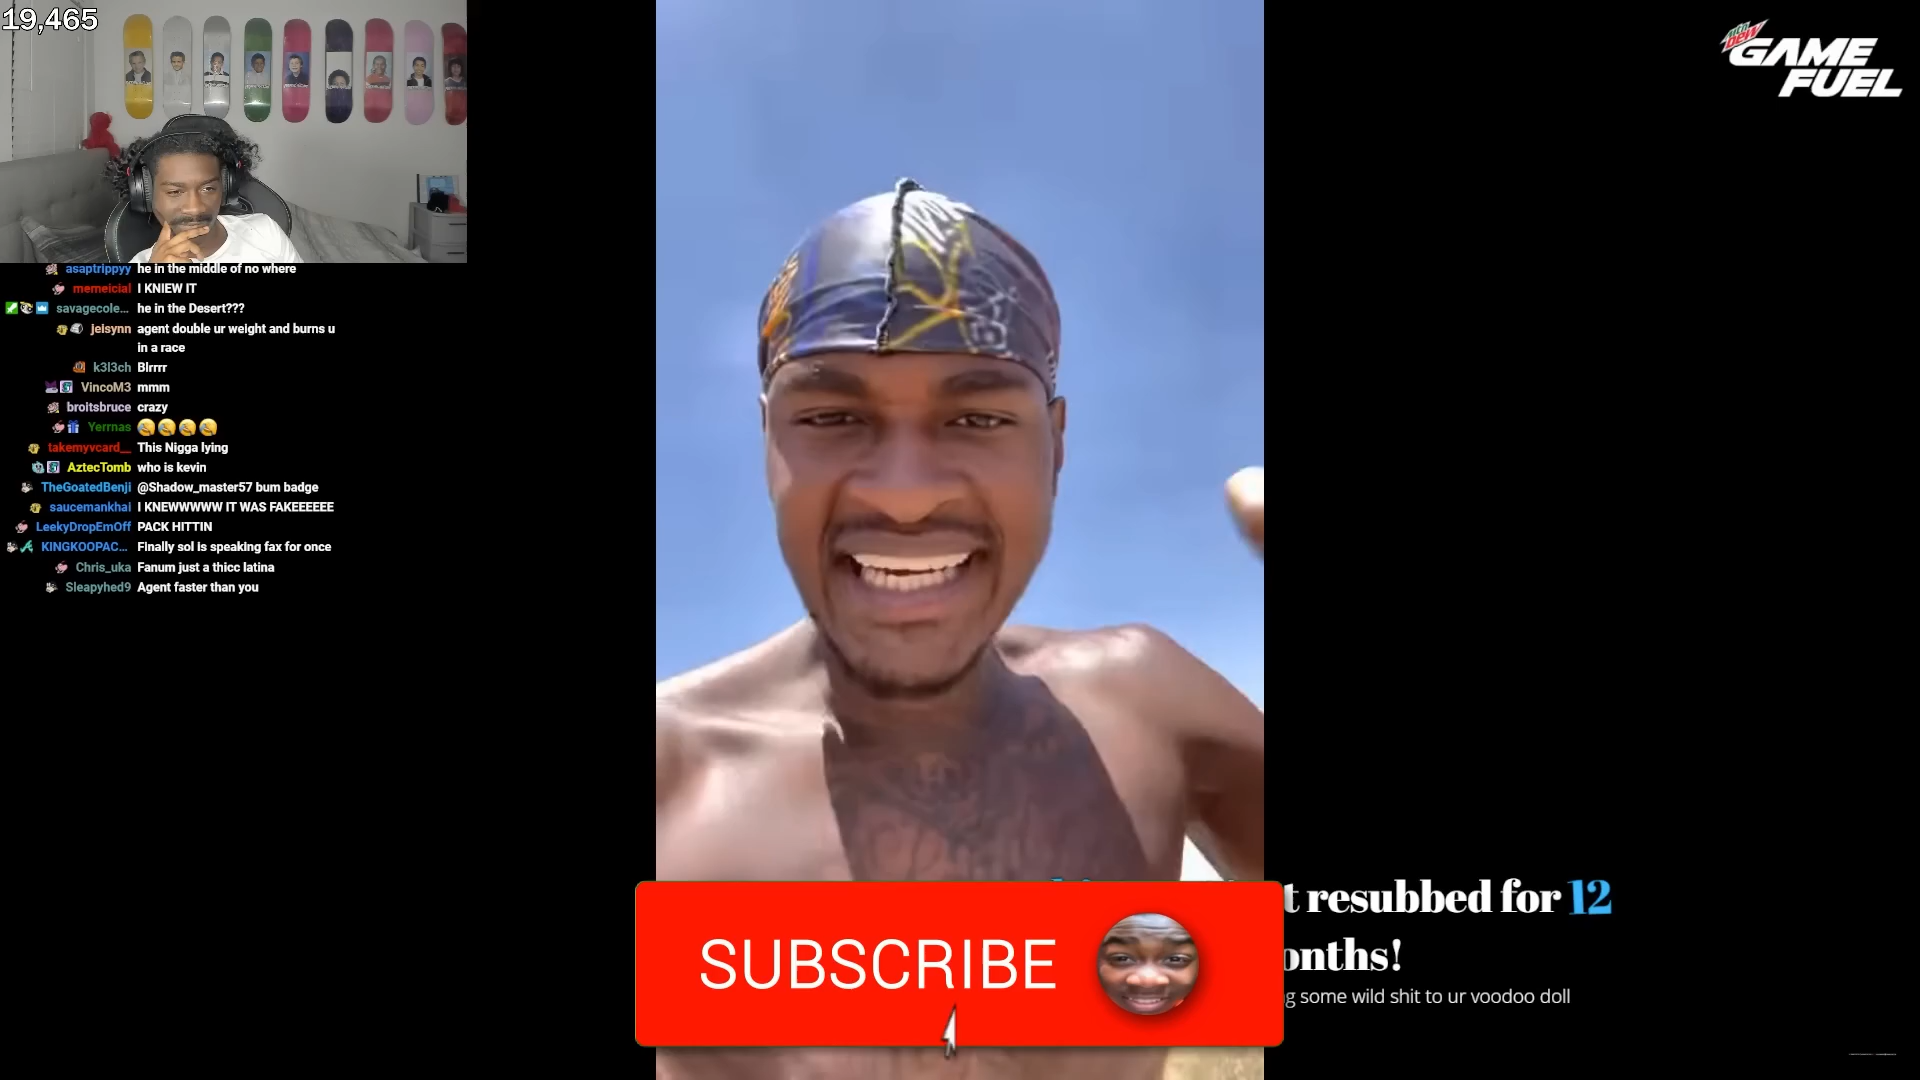 19,465
Mtn DEW
GAME
FUEL
asaptrippyy he in the middle of no where
memeicial I KNIEW IT
savagecole... he in the Desert???
jeisynn agent double ur weight and burns u
in a race
k3l3ch Blrrrr
VincoM3 mmm
broitsbruce crazy
Yerrnas
takemyvcard__ This Nigga lying
AztecTomb who is kevin
TheGoatedBenji @Shadow_master57 bum badge
saucemankhai I KNEWWWWW IT WAS FAKEEEEEE
LeekyDropEmOff PACK HITTIN
KINGKOOPAC... Finally sol is speaking fax for once
Chris_uka Fanum just a thicc latina
Sleapyhed9 Agent faster than you
t resubbed for 12
onths!
g some wild shit to ur voodoo doll
SUBSCRIBE